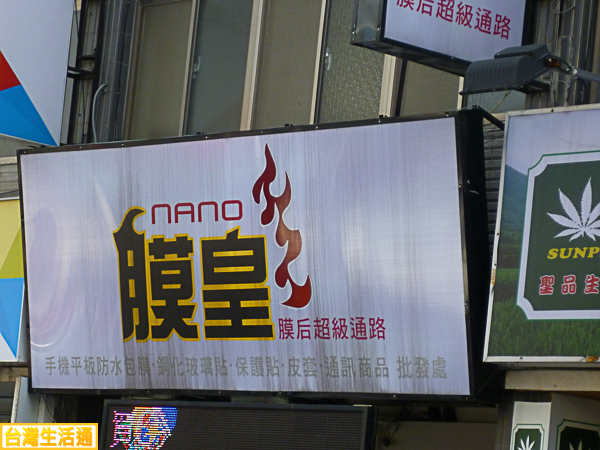 膜后超級通路
NANO
膜皇
膜后超級通路
手機平板防水包膜·鋼化玻璃貼·保護貼·皮套·通訊商品 批發處
SUNP
聖品生
台灣生活通